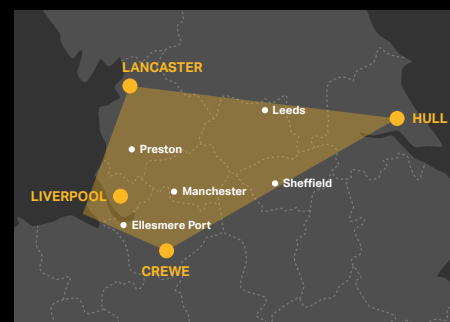 LANCASTER
Leeds
HULL
Preston
Sheffield
Manchester
LIVERPOOL
Ellesmere Port
CREWE